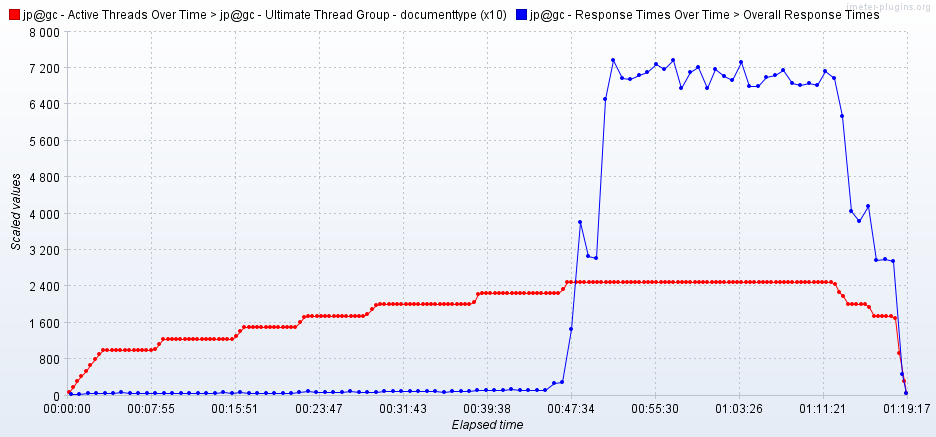 jmeter-plugins.org
jp@gc - Active Threads Over Time > jp@gc - Ultimate Thread Group - documenttype (x10) jp@gc - Response Times Over Time > Overall Response Times
8 000
7 200
6 400
5 600
4 800
4 000
3 200
2 400
1 600
800
0
Scaled values
00:00:00 00:07:55 00:15:51 00:23:47 00:31:43 00:39:38 00:47:34 00:55:30 01:03:26 01:11:21 01:19:17
Elapsed time